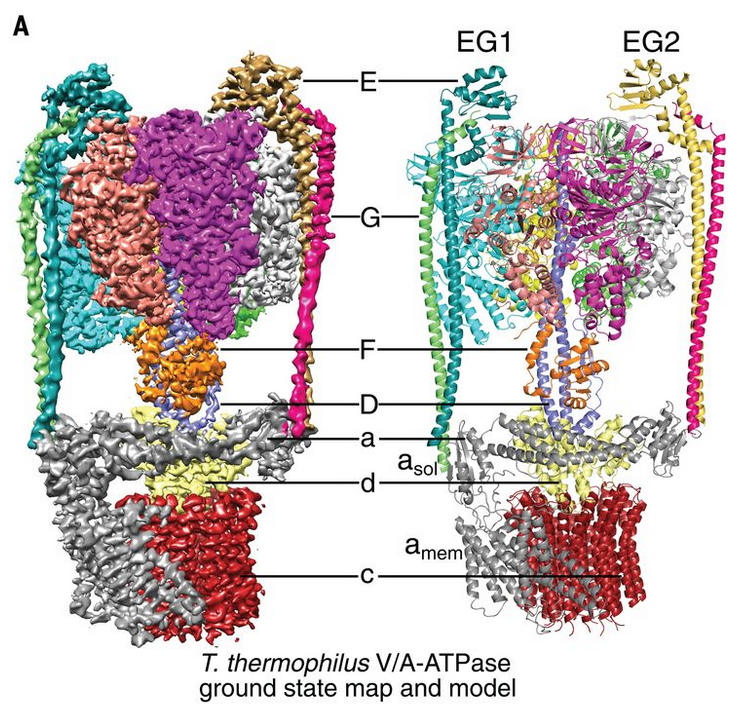 A
EG1 EG2
E
G
F
D
a
a_sol
d
a_mem
c
T. thermophilus V/A-ATPase
ground state map and model